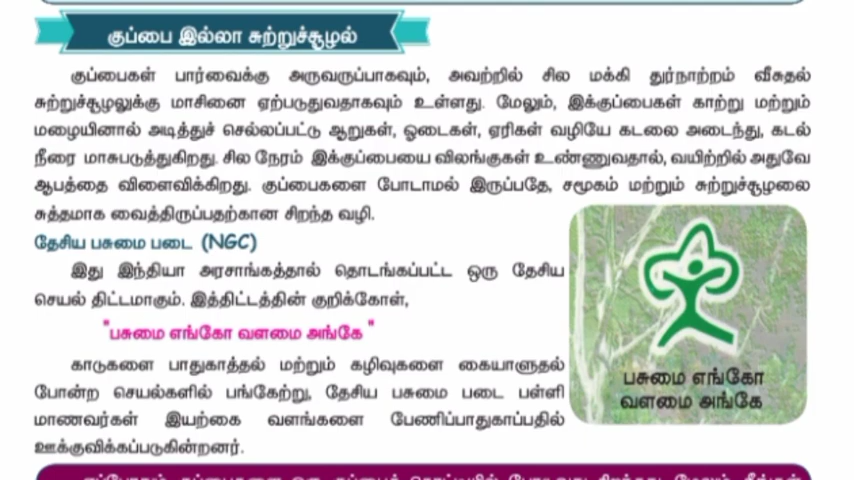 குப்பை இல்லா சுற்றுச்சூழல்
குப்பைகள் பார்வைக்கு அருவருப்பாகவும், அவற்றில் சில மக்கி துர்நாற்றம் வீசுதல்
சுற்றுச்சூழலுக்கு மாசினை ஏற்படுதுவதாகவும் உள்ளது. மேலும், இக்குப்பைகள் காற்று மற்றும்
மழையினால் அடித்துச் செல்லப்பட்டு ஆறுகள், ஓடைகள், ஏரிகள் வழியே கடலை அடைந்து, கடல்
நீரை மாசுபடுத்துகிறது. சில நேரம் இக்குப்பையை விலங்குகள் உண்ணுவதால், வயிற்றில் அதுவே
ஆபத்தை விளைவிக்கிறது. குப்பைகளை போடாமல் இருப்பதே, சமூகம் மற்றும் சுற்றுச்சூழலை
சுத்தமாக வைத்திருப்பதற்கான சிறந்த வழி.
தேசிய பசுமை படை (NGC)
இது இந்தியா அரசாங்கத்தால் தொடங்கப்பட்ட ஒரு தேசிய
செயல் திட்டமாகும். இத்திட்டத்தின் குறிக்கோள்,
"பசுமை எங்கோ வளமை அங்கே "
காடுகளை பாதுகாத்தல் மற்றும் கழிவுகளை கையாளுதல்
போன்ற செயல்களில் பங்கேற்று, தேசிய பசுமை படை பள்ளி
மாணவர்கள் இயற்கை வளங்களை பேணிப்பாதுகாப்பதில்
ஊக்குவிக்கப்படுகின்றனர்.
பசுமை எங்கோ
வளமை அங்கே